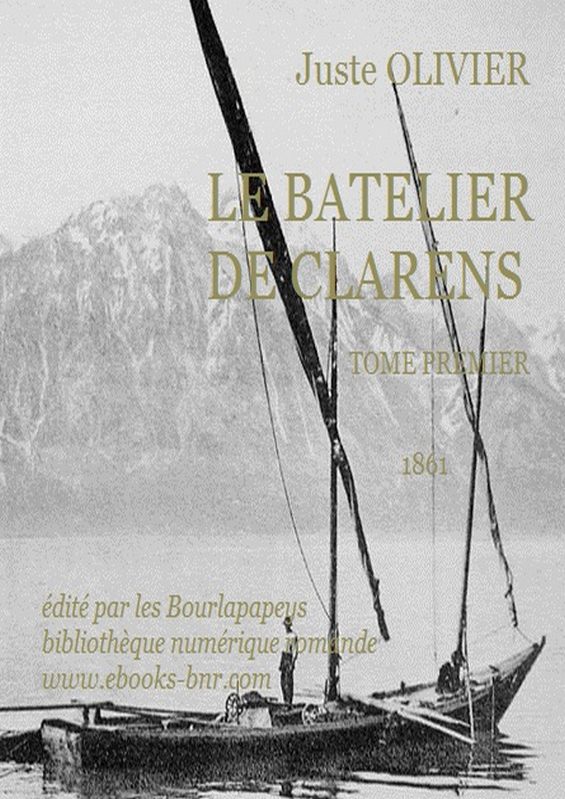 Juste OLIVIER
LE BATELIER
DE CLARENS
TOME PREMIER
1861
édité par les Bourlapapeys
bibliothèque numérique romande
www.ebooks-bnr.com